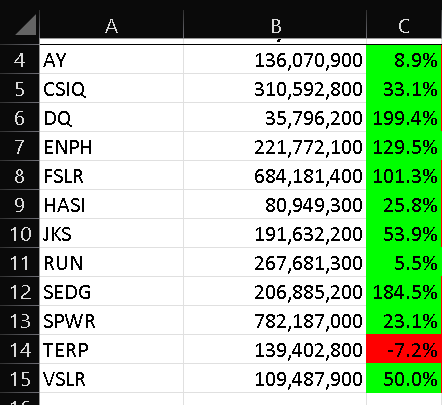 A B C
4 AY 136,070,900 8.9%
5 CSIQ 310,592,800 33.1%
6 DQ 35,796,200 199.4%
7 ENPH 221,772,100 129.5%
8 FSLR 684,181,400 101.3%
9 HASI 80,949,300 25.8%
10 JKS 191,632,200 53.9%
11 RUN 267,681,300 5.5%
12 SEDG 206,885,200 184.5%
13 SPWR 782,187,000 23.1%
14 TERP 139,402,800 -7.2%
15 VSLR 109,487,900 50.0%